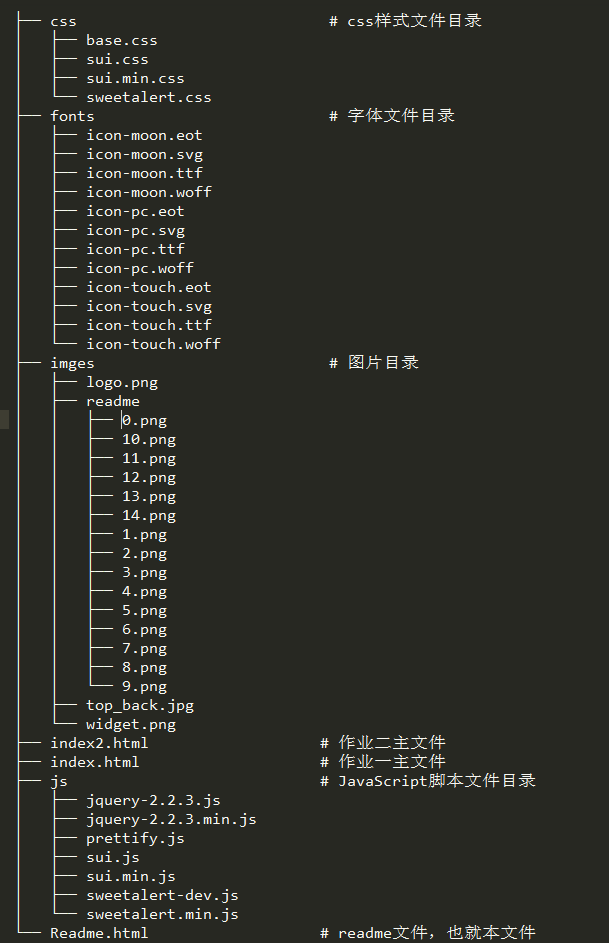 ├── css                             # css样式文件目录
│   ├── base.css
│   ├── sui.css
│   ├── sui.min.css
│   └── sweetalert.css
├── fonts                           # 字体文件目录
│   ├── icon-moon.eot
│   ├── icon-moon.svg
│   ├── icon-moon.ttf
│   ├── icon-moon.woff
│   ├── icon-pc.eot
│   ├── icon-pc.svg
│   ├── icon-pc.ttf
│   ├── icon-pc.woff
│   ├── icon-touch.eot
│   ├── icon-touch.svg
│   ├── icon-touch.ttf
│   └── icon-touch.woff
├── imges                           # 图片目录
│   ├── logo.png
│   ├── readme
│   │   ├── 0.png
│   │   ├── 10.png
│   │   ├── 11.png
│   │   ├── 12.png
│   │   ├── 13.png
│   │   ├── 14.png
│   │   ├── 1.png
│   │   ├── 2.png
│   │   ├── 3.png
│   │   ├── 4.png
│   │   ├── 5.png
│   │   ├── 6.png
│   │   ├── 7.png
│   │   ├── 8.png
│   │   └── 9.png
│   ├── top_back.jpg
│   └── widget.png
├── index2.html                    # 作业二主文件
├── index.html                     # 作业一主文件
├── js                             # JavaScript脚本文件目录
│   ├── jquery-2.2.3.js
│   ├── jquery-2.2.3.min.js
│   ├── prettify.js
│   ├── sui.js
│   ├── sui.min.js
│   ├── sweetalert-dev.js
│   └── sweetalert.min.js
└── Readme.html                    # readme文件，也就本文件